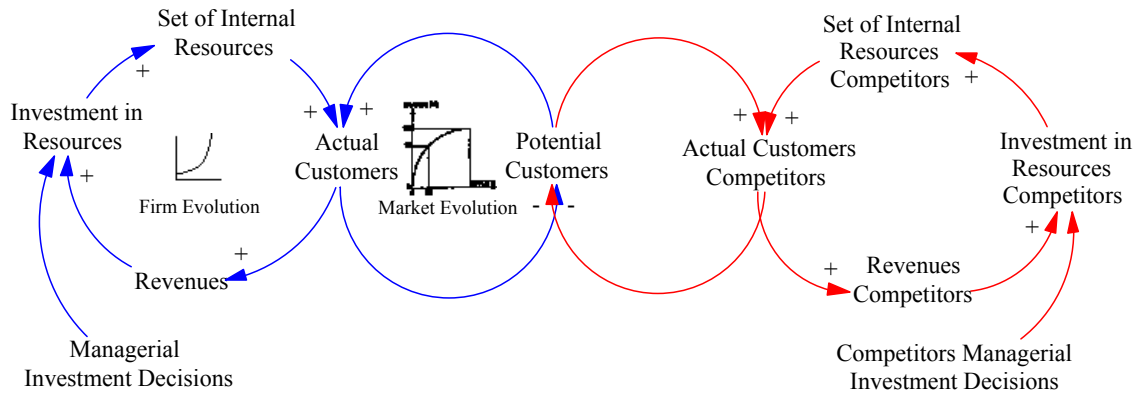 Set of Internal
Resources
Set of Internal
Resources
Competitors
+
+
Investment in
Resources
+
+
Actual
Customers
Potential
Customers
+
+
Actual Customers
Competitors
Investment in
Resources
Competitors
+
Firm Evolution
Market Evolution
-
-
+
+
Revenues
+
Revenues
Competitors
Managerial
Investment Decisions
Competitors Managerial
Investment Decisions